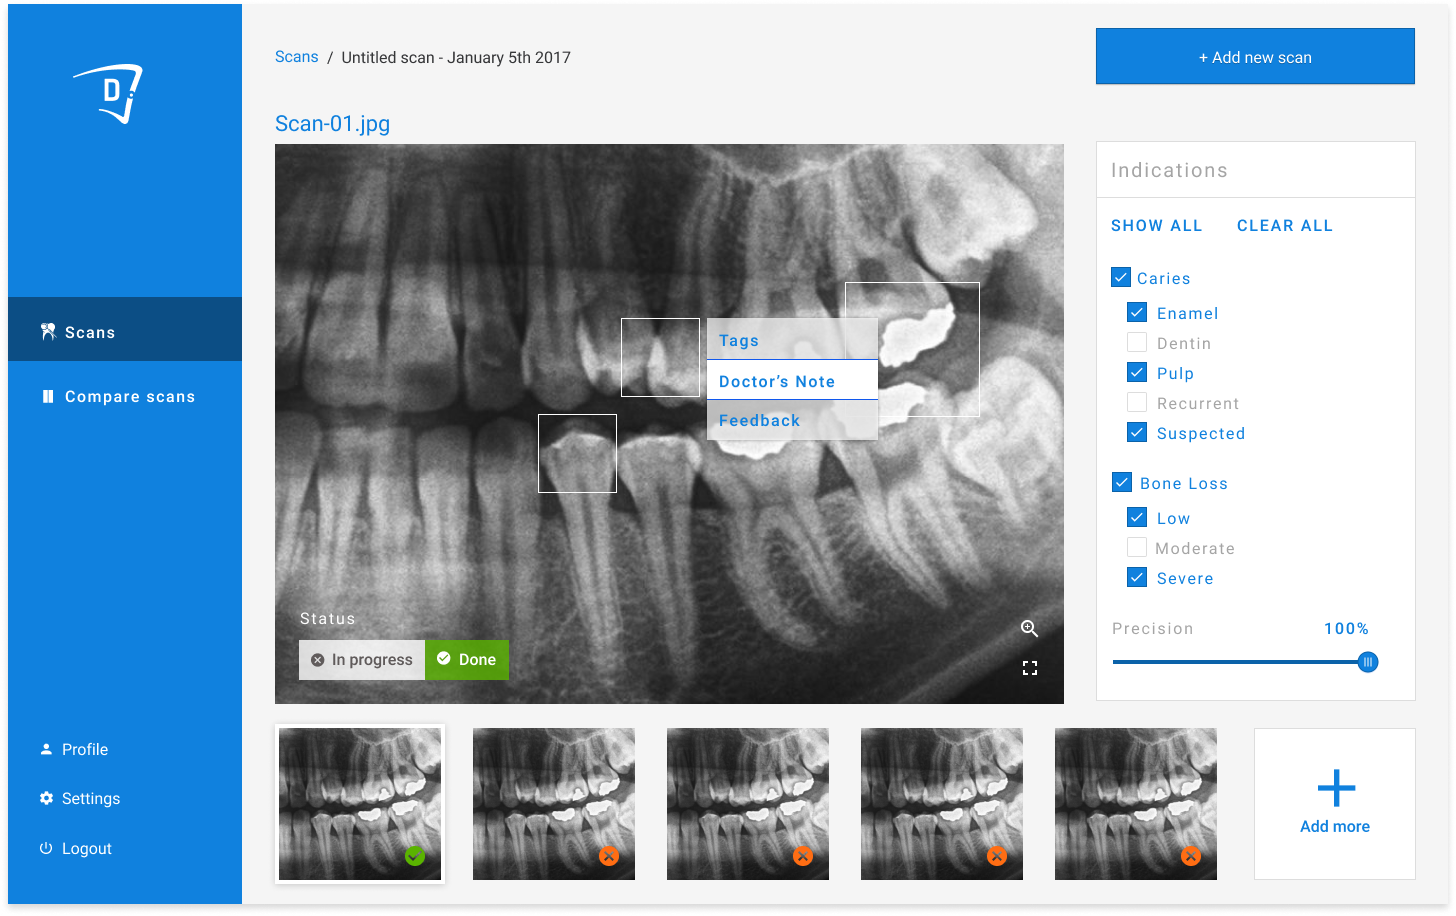 D
Scans / Untitled scan - January 5th 2017
+ Add new scan
Scan-01.jpg
Scans
Compare scans
Profile
Settings
Logout
Tags
Doctor’s Note
Feedback
Status
In progress
Done
Indications
SHOW ALL CLEAR ALL
Caries
Enamel
Dentin
Pulp
Recurrent
Suspected
Bone Loss
Low
Moderate
Severe
Precision 100%
Add more